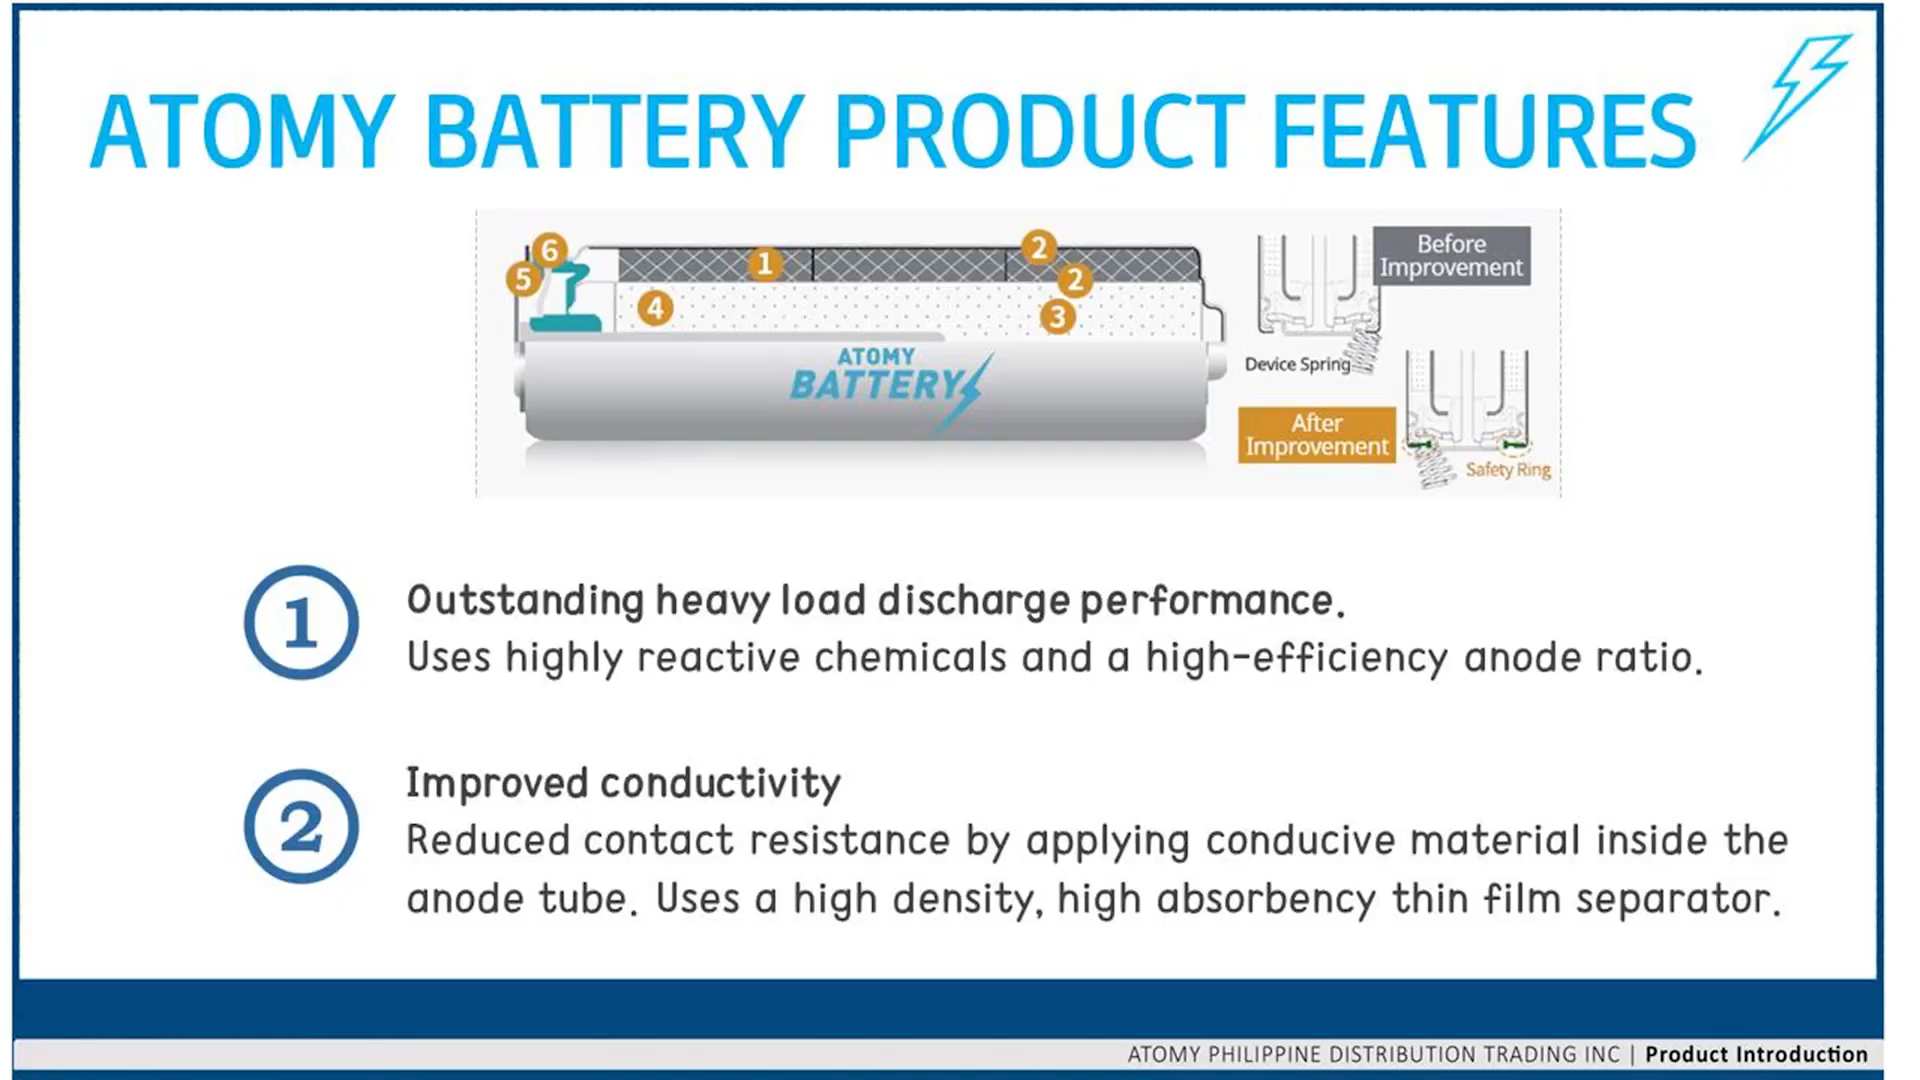 ATOMY BATTERY PRODUCT FEATURES
6
5
1
2
2
4
3
ATOMY
BATTERY
Before
Improvement
Device Spring
After
Improvement
Safety Ring
1
Outstanding heavy load discharge performance.
Uses highly reactive chemicals and a high-efficiency anode ratio.
2
Improved conductivity
Reduced contact resistance by applying conducive material inside the
anode tube. Uses a high density, high absorbency thin film separator.
ATOMY PHILIPPINE DISTRIBUTION TRADING INC | Product Introduction